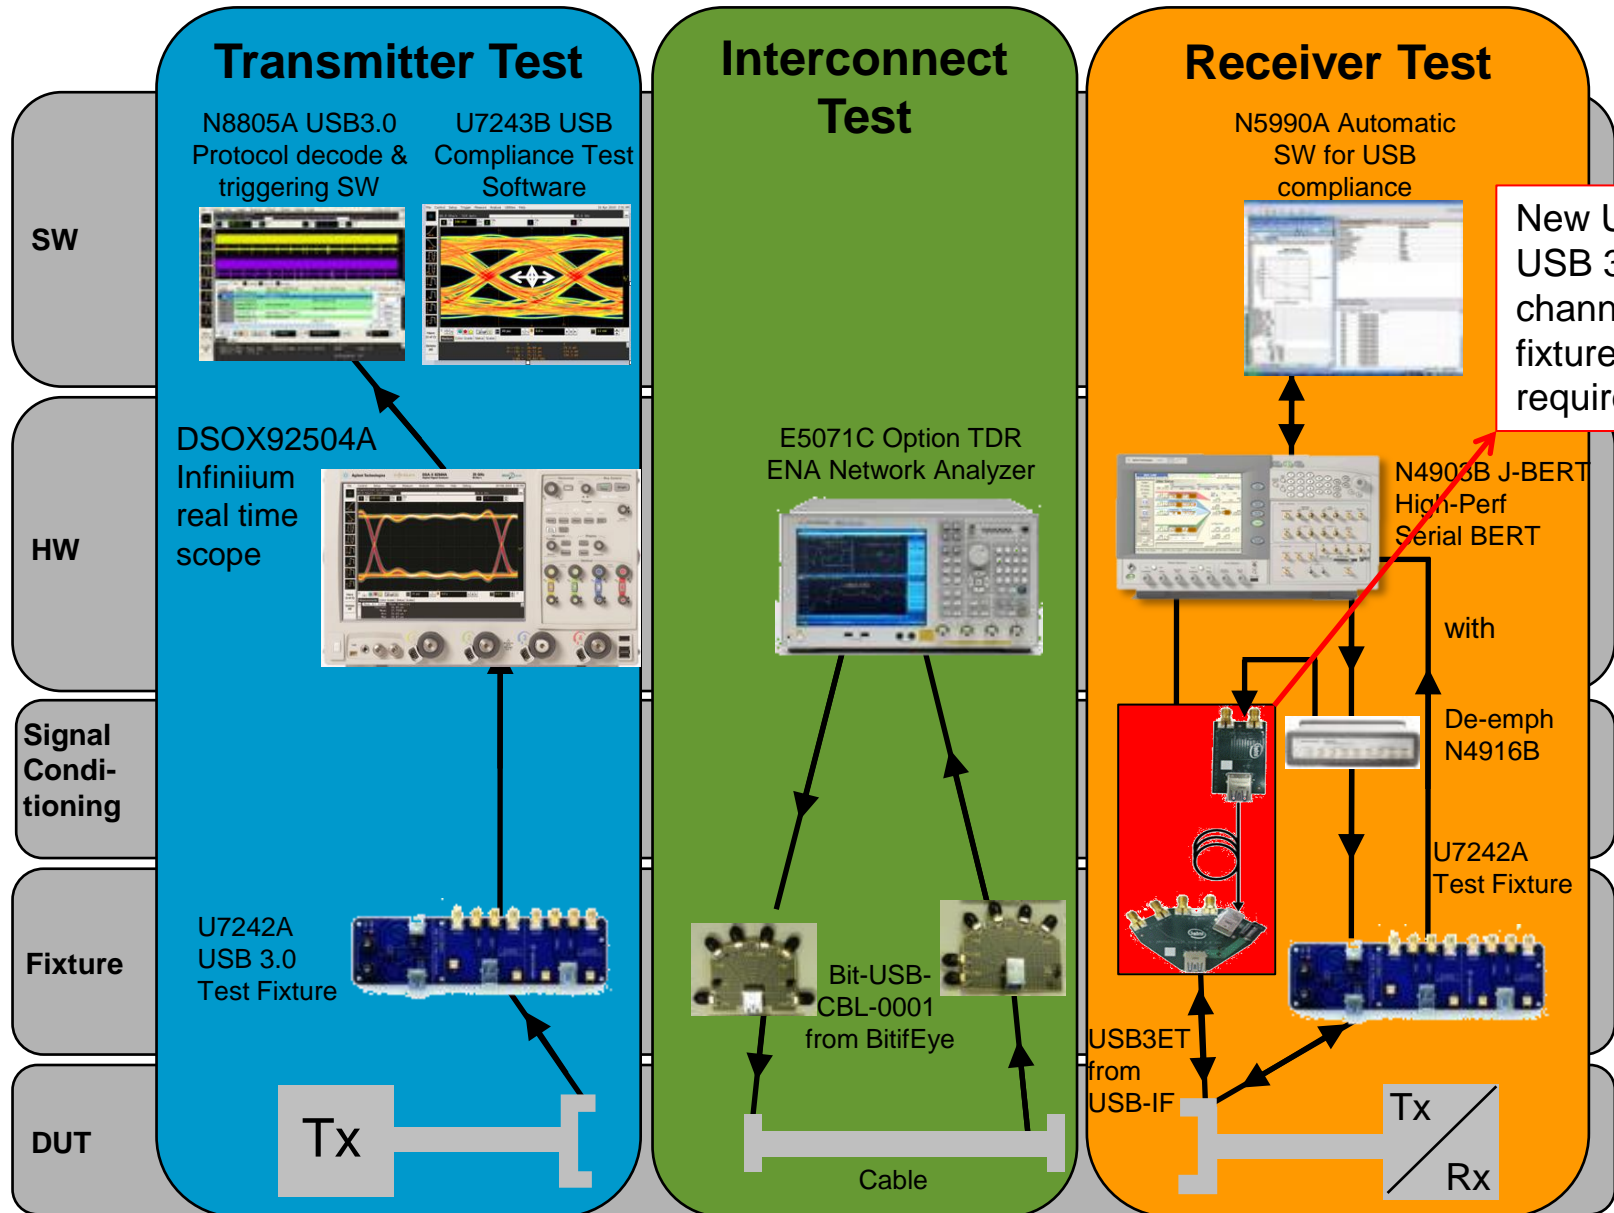 Transmitter Test
Interconnect
Test
Receiver Test
SW
N8805A USB3.0
Protocol decode &
triggering SW
U7243B USB
Compliance Test
Software
N5990A Automatic
SW for USB
compliance
New U
USB 3
chann
fixture
require
HW
DSOX92504A
Infiniium
real time
scope
E5071C Option TDR
ENA Network Analyzer
N4903B J-BERT
High-Perf
Serial BERT
with
Signal
Condi-
tioning
De-emph
N4916B
Fixture
U7242A
USB 3.0
Test Fixture
Bit-USB-
CBL-0001
from BitifEye
U7242A
Test Fixture
USB3ET
from
USB-IF
DUT
Tx
Cable
Tx
Rx